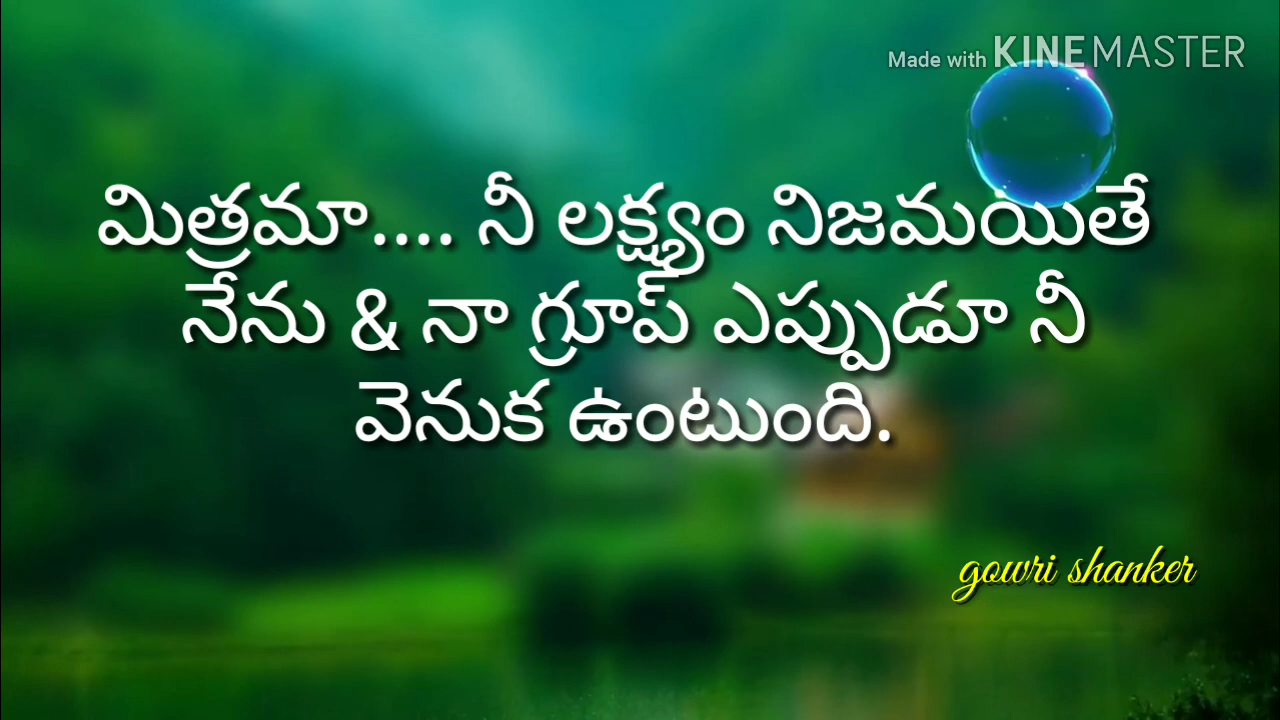 Made with KINEMASTER
మిత్రమా.... నీ లక్ష్యం నిజమయితే
నేను & నా గ్రూప్ ఎప్పుడూ నీ
వెనుక ఉంటుంది.
gowri shanker